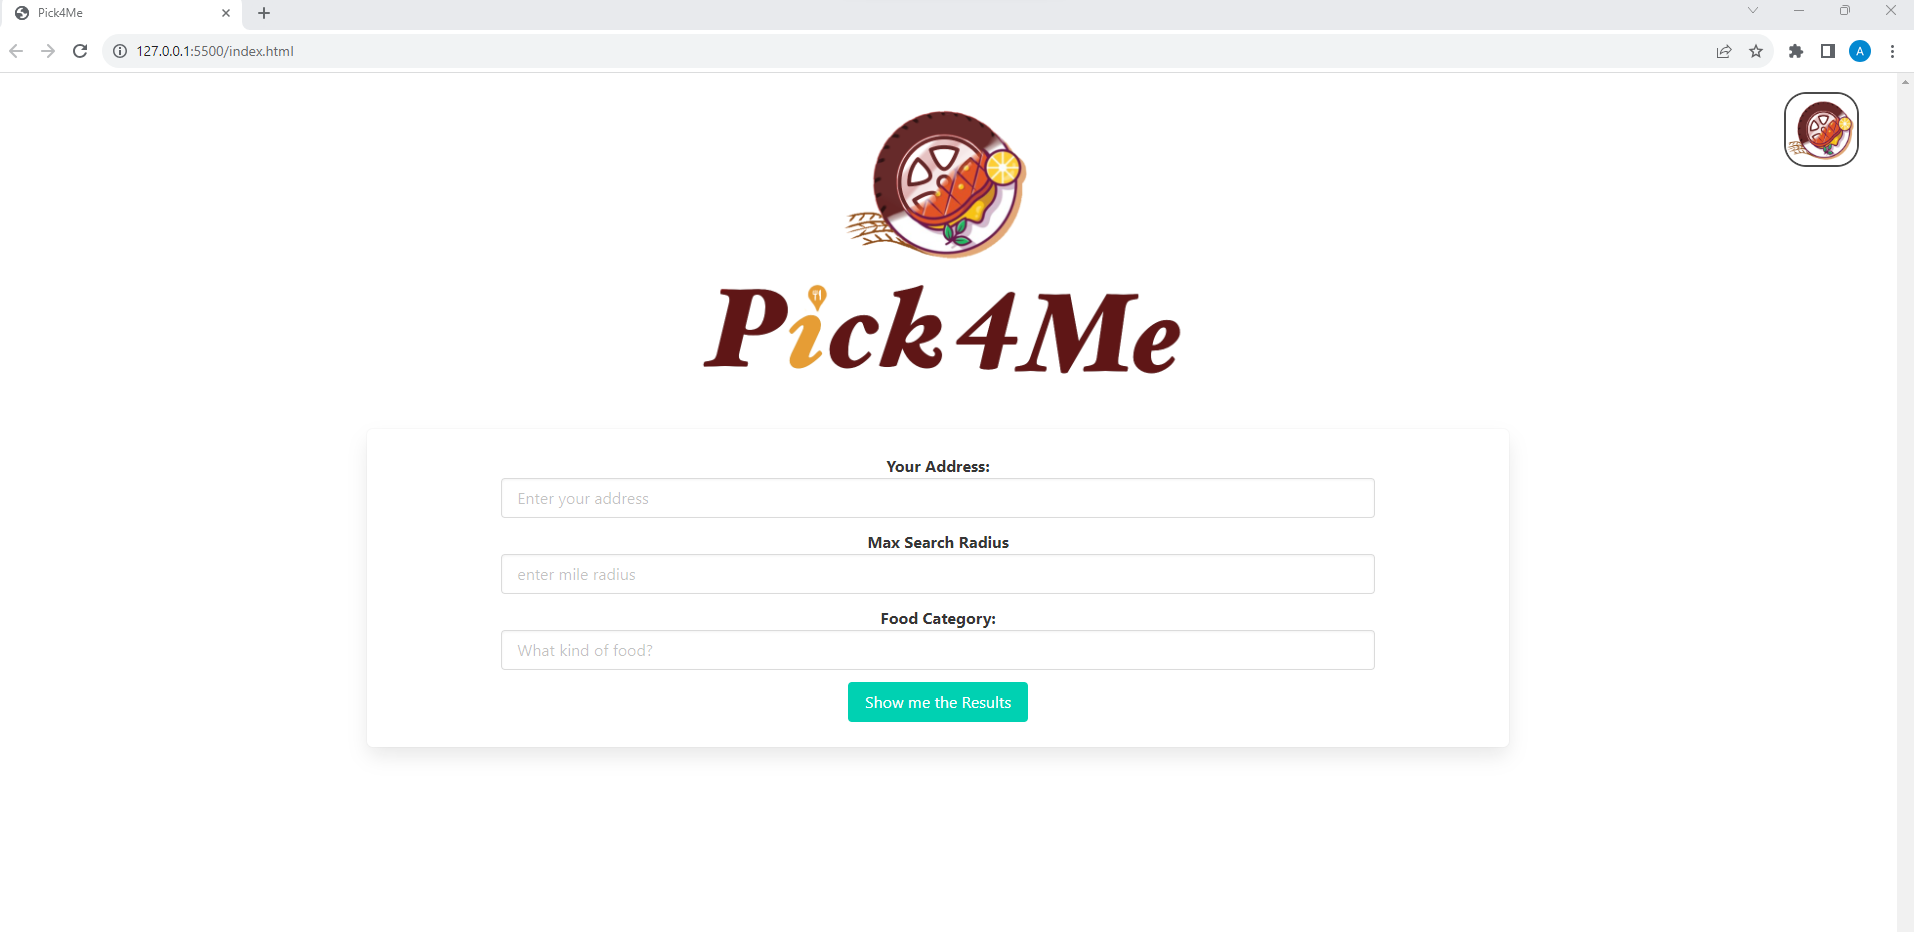 Pick4Me
127.0.0.1:5500/index.html
A
Pick4Me
Your Address:
Enter your address
Max Search Radius
enter mile radius
Food Category:
What kind of food?
Show me the Results